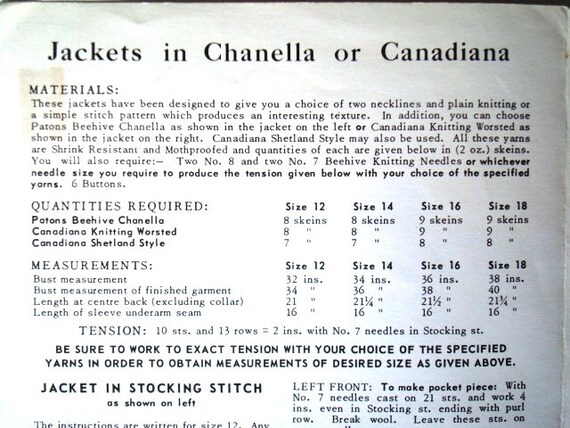 Jackets in Chanella or Canadiana
MATERIALS:
These jackets have been designed to give you a choice of two necklines and plain knitting or
a simple stitch pattern which produces an interesting texture. In addition, you can choose
Patons Beehive Chanella as shown in the jacket on the left or Canadiana Knitting Worsted as
shown in the jacket on the right. Canadiana Shetland Style may also be used. All these yarns
are Shrink Resistant and Mothproofed and quantities of each are given below in (2 oz.) skeins.
You will also require:— Two No. 8 and two No. 7 Beehive Knitting Needles or whichever
needle size you require to produce the tension given below with your choice of the specified
yarns. 6 Buttons.
QUANTITIES REQUIRED: Size 12 Size 14 Size 16 Size 18
Patons Beehive Chanella 8 skeins 8 skeins 9 skeins 9 skeins
Canadiana Knitting Worsted 8 " 8 " 9 " 9 "
Canadiana Shetland Style 7 " 7 " 8 " 8 "
MEASUREMENTS: Size 12 Size 14 Size 16 Size 18
Bust measurement 32 ins. 34 ins. 36 ins. 38 ins.
Bust measurement of finished garment 34 " 36 " 38 " 40 "
Length at centre back (excluding collar) 21 " 21¼ " 21½ " 21¾ "
Length of sleeve underarm seam 16 " 16 " 16 " 16 "
TENSION: 10 sts. and 13 rows = 2 ins. with No. 7 needles in Stocking st.
BE SURE TO WORK TO EXACT TENSION WITH YOUR CHOICE OF THE SPECIFIED
YARNS IN ORDER TO OBTAIN MEASUREMENTS OF DESIRED SIZE AS GIVEN ABOVE.
JACKET IN STOCKING STITCH
as shown on left
The instructions are written for size 12. Any
LEFT FRONT: To make pocket piece: With
No. 7 needles cast on 21 sts. and work 4
ins. even in Stocking st. ending with purl
row. Break wool. Leave these sts. on